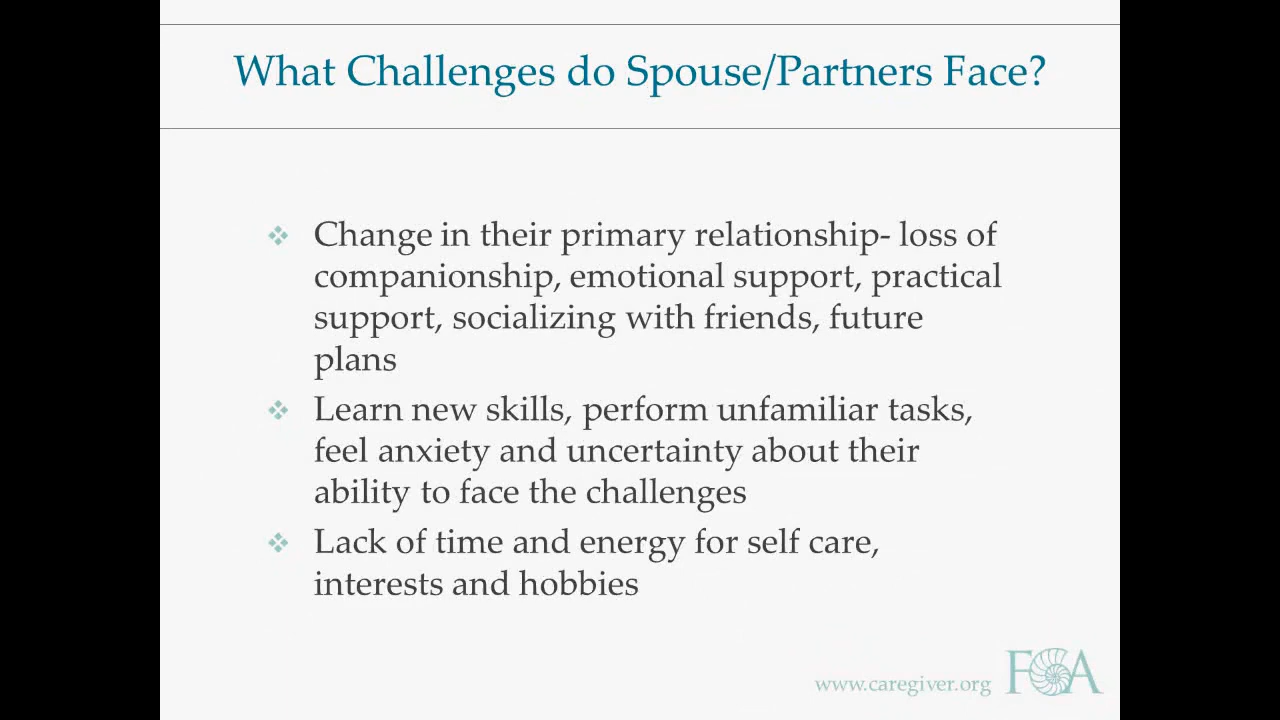 What Challenges do Spouse/Partners Face?
Change in their primary relationship- loss of
companionship, emotional support, practical
support, socializing with friends, future
plans
Learn new skills, perform unfamiliar tasks,
feel anxiety and uncertainty about their
ability to face the challenges
Lack of time and energy for self care,
interests and hobbies
www.caregiver.org FCA